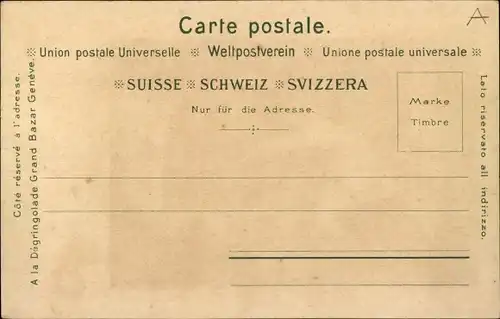 A
Carte postale.
Union postale Universelle Weltpostverein Unione postale universale
SUISSE SCHWEIZ SVIZZERA
Nur für die Adresse.
Marke
Timbre
Côté réservé à l'adresse.
A la Dégringolade Grand Bazar Genève.
Lato riservato all indirizzo.